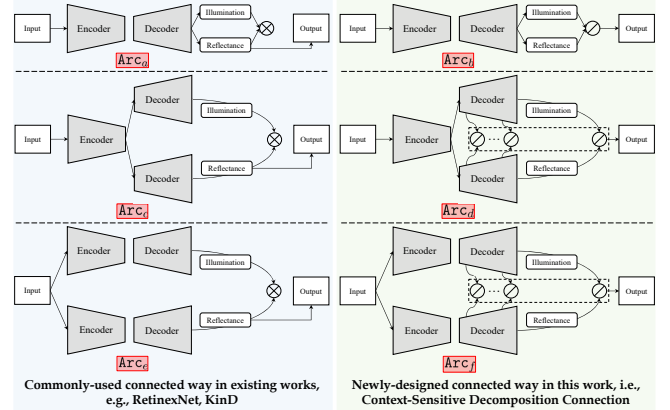 Input
Encoder
Decoder
Illumination
Reflectance
Output
Arc_a
Input
Encoder
Decoder
Illumination
Reflectance
Output
Arc_b
Input
Encoder
Decoder
Illumination
Decoder
Reflectance
Output
Arc_c
Input
Encoder
Decoder
Illumination
...
Decoder
Reflectance
Output
Arc_d
Input
Encoder
Decoder
Illumination
Encoder
Decoder
Reflectance
Output
Arc_e
Input
Encoder
Decoder
Illumination
...
Encoder
Decoder
Reflectance
Output
Arc_f
Commonly-used connected way in existing works,
e.g., RetinexNet, KinD
Newly-designed connected way in this work, i.e.,
Context-Sensitive Decomposition Connection